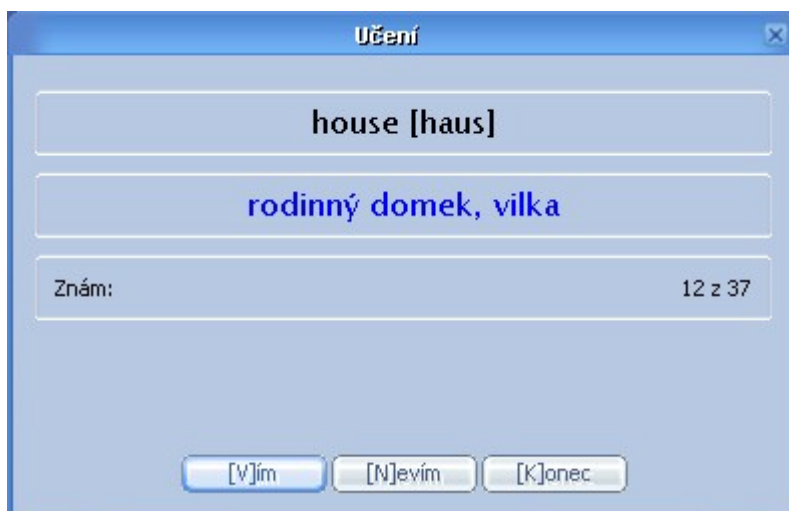 Učení
house [haus]
rodinný domek, vilka
Znám: 12 z 37
[V]ím [N]evím [K]onec